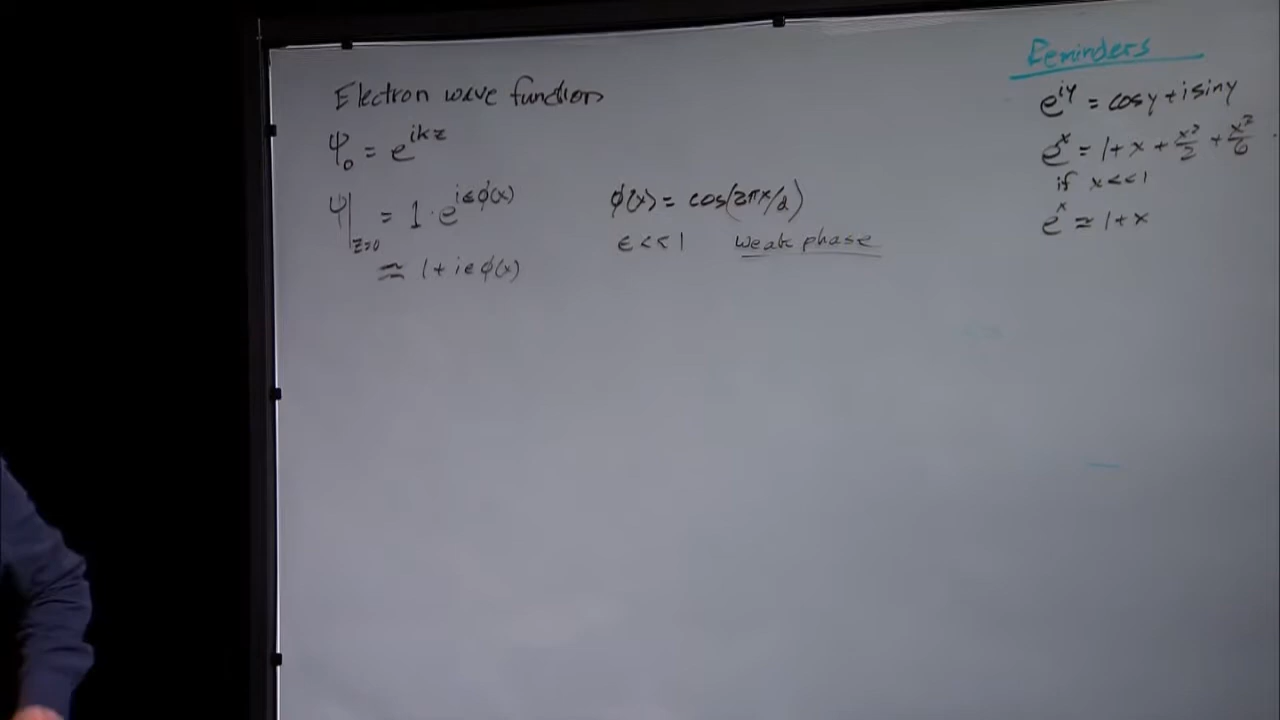 Electron wave function
ψ₀ = e^{ikz}
ψ|_{z=0} = 1 · e^{iεϕ(x)}
≈ 1 + iεϕ(x)
ϕ(x) = cos(2πx/d)
ε << 1 weak phase
Reminders
e^{iy} = cos y + i sin y
e^x = 1 + x + x²/2 + x³/6 .
if x << 1
e^x ≈ 1 + x